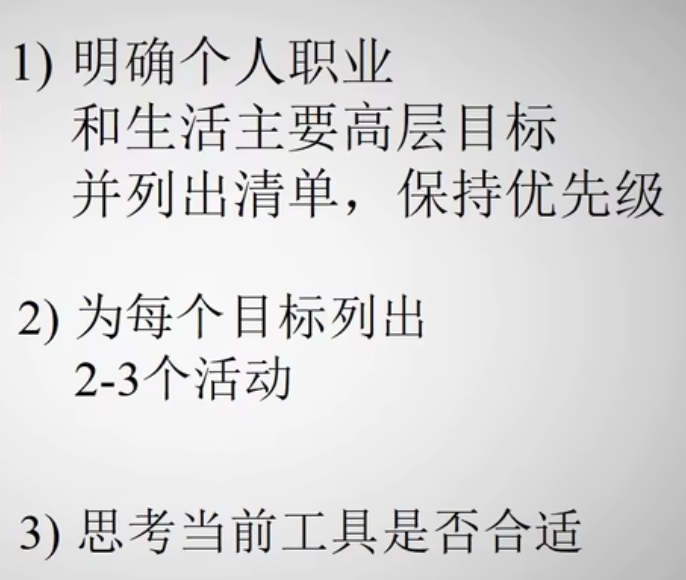 1) 明确个人职业
和生活主要高层目标
并列出清单，保持优先级
2) 为每个目标列出
2-3个活动
3) 思考当前工具是否合适